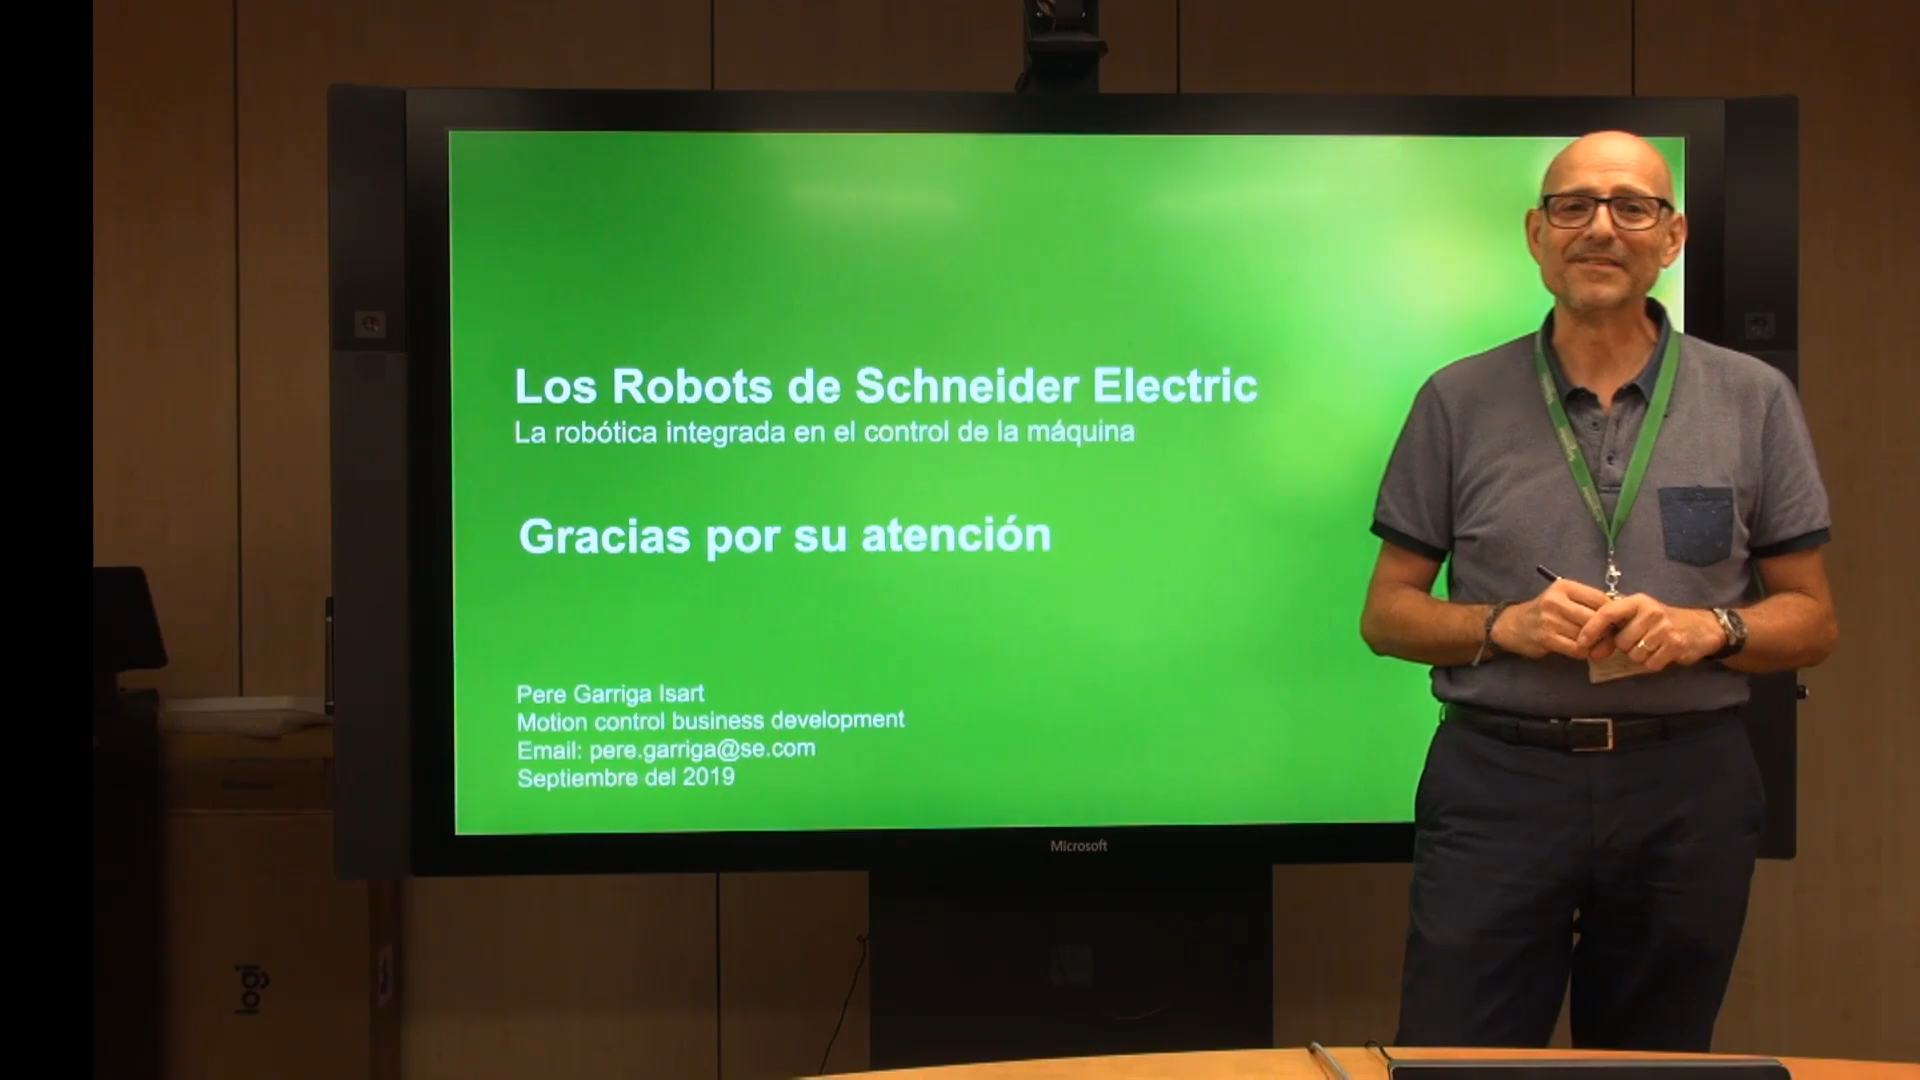 Los Robots de Schneider Electric
La robótica integrada en el control de la máquina
Gracias por su atención
Pere Garriga Isart
Motion control business development
Email: pere.garriga@se.com
Septiembre del 2019
Microsoft
logi